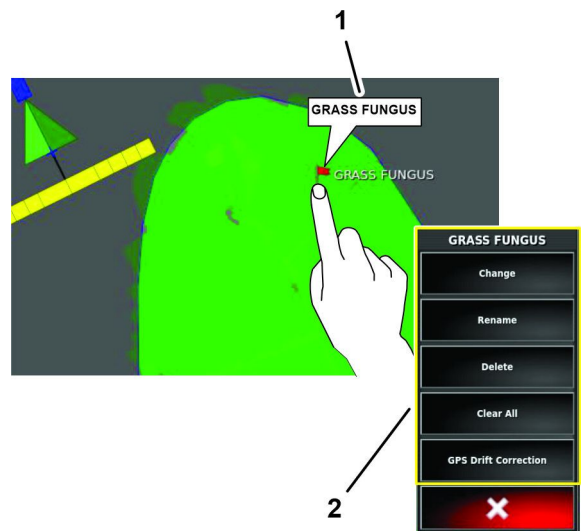 1
GRASS FUNGUS
GRASS FUNGUS
GRASS FUNGUS
Change
Rename
Delete
Clear All
GPS Drift Correction
2